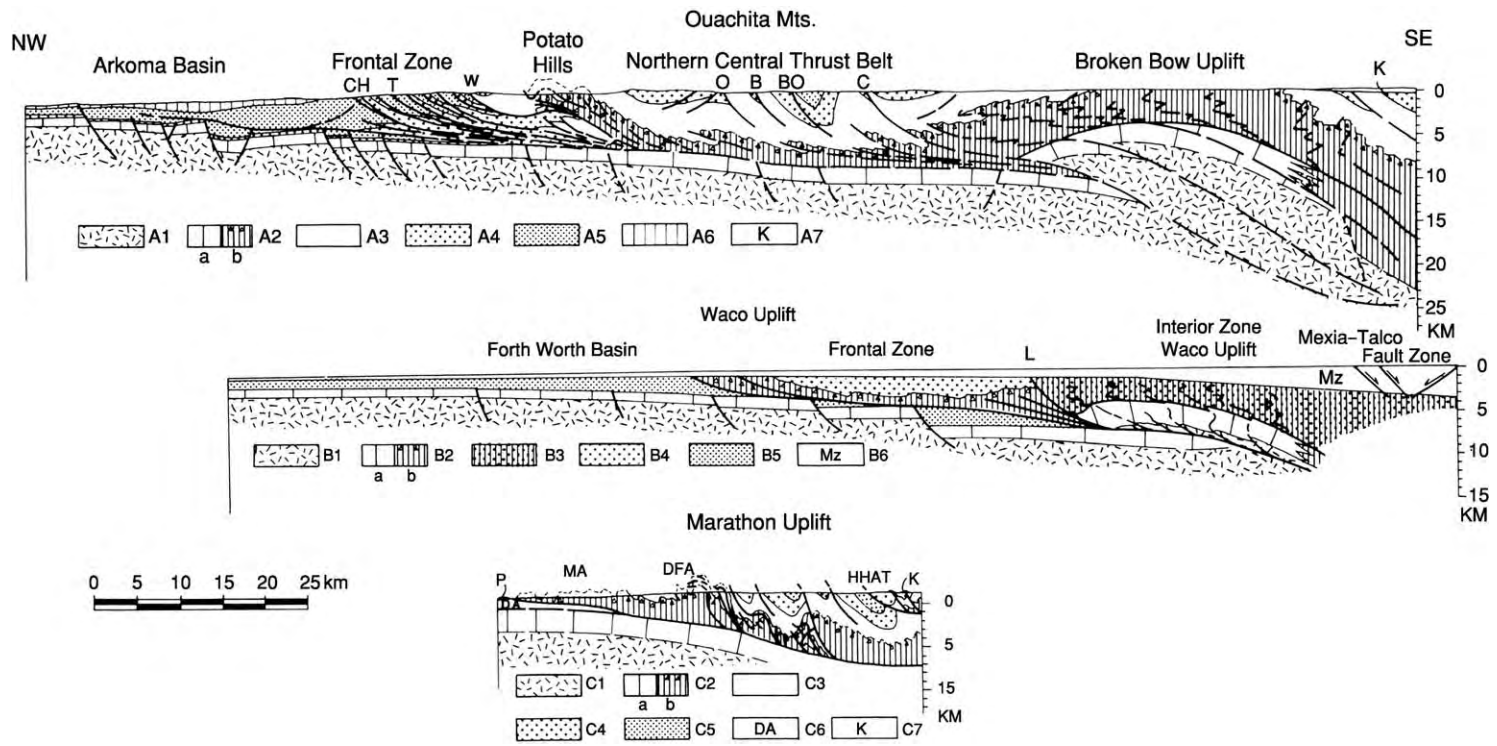 Ouachita Mts.
NW
SE
Potato
Hills
Arkoma Basin
Frontal Zone
Northern Central Thrust Belt
Broken Bow Uplift
CH T W O B BO C K
0
5
10
15
20
25
KM
A1
A2
a b
A3
A4
A5
A6
K A7
Waco Uplift
Forth Worth Basin
Frontal Zone
L
Interior Zone
Waco Uplift
Mexia–Talco
Fault Zone
Mz
0
5
10
15
KM
B1
B2
a b
B3
B4
B5
Mz B6
Marathon Uplift
0 5 10 15 20 25 km
P MA DFA HHAT K
DA
0
5
15
KM
C1
C2
a b
C3
C4
C5
DA C6
K C7